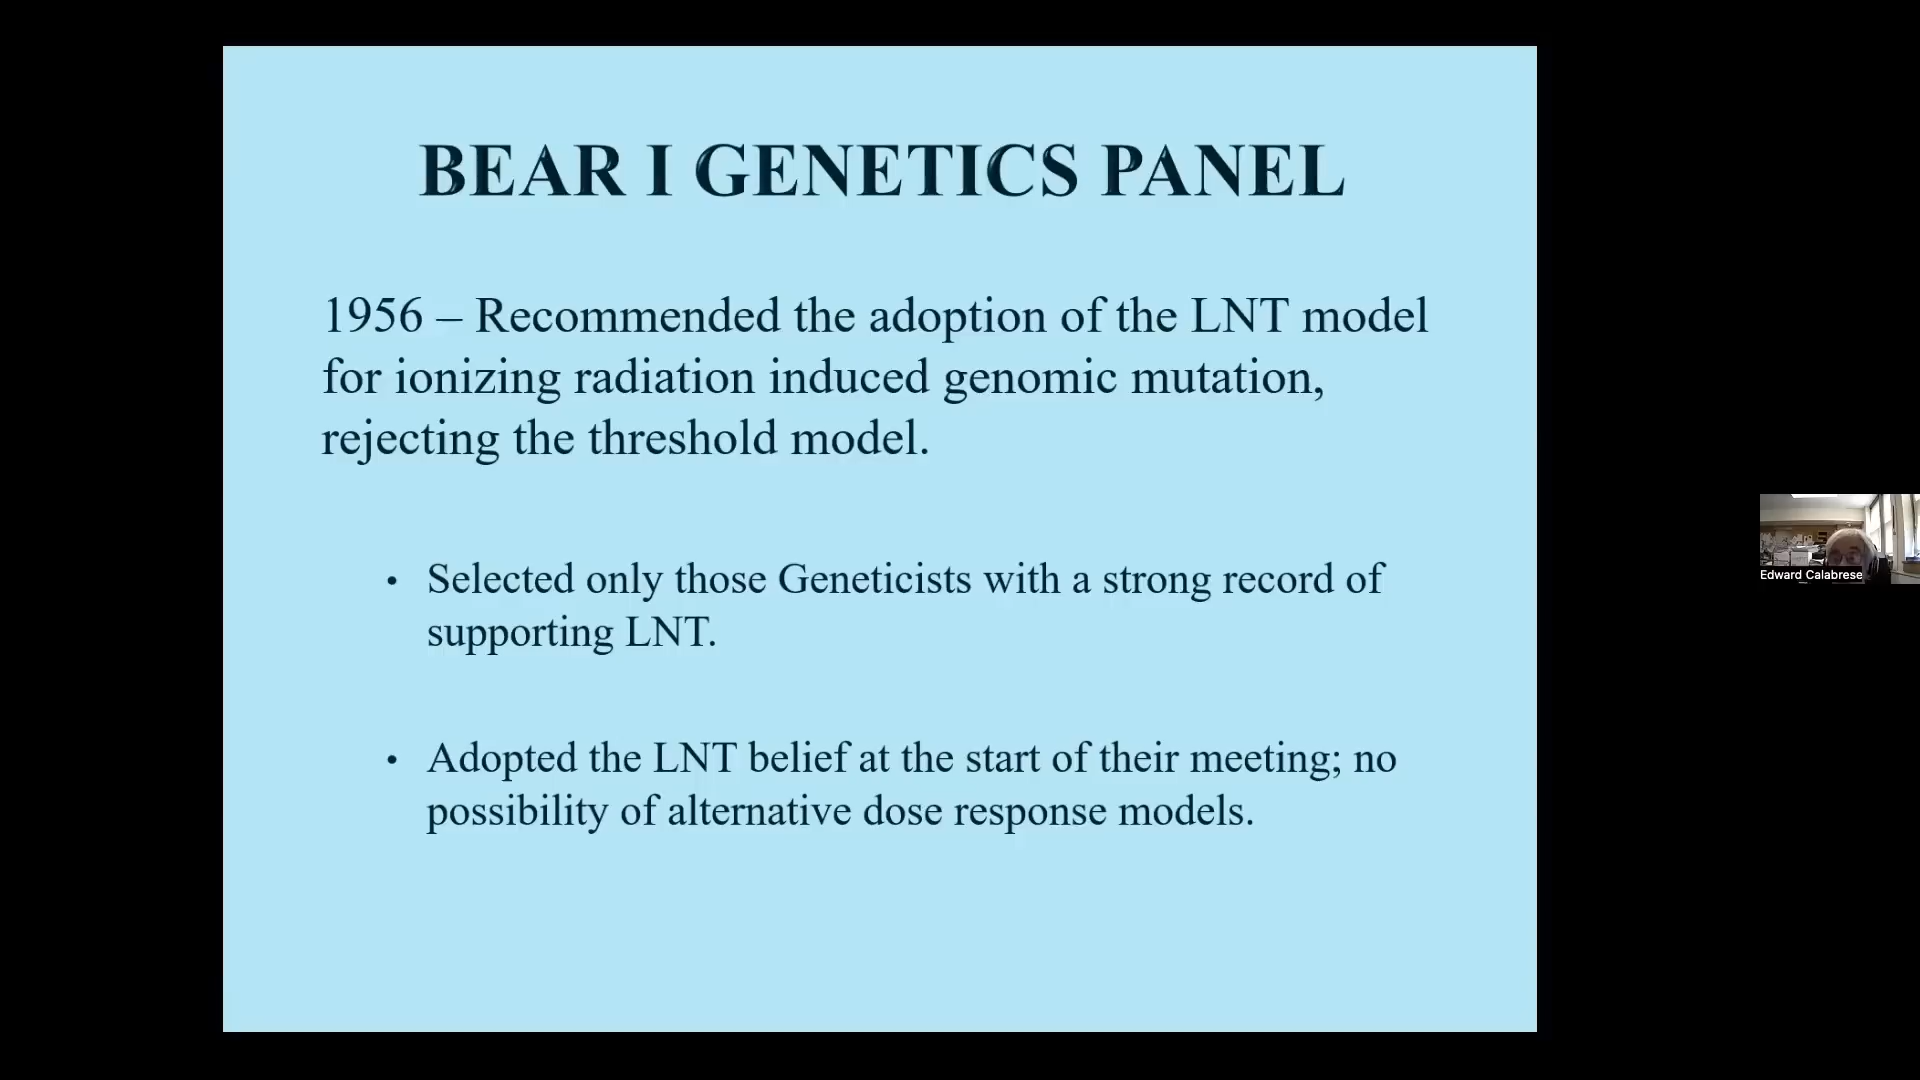 BEAR I GENETICS PANEL
1956 – Recommended the adoption of the LNT model
for ionizing radiation induced genomic mutation,
rejecting the threshold model.
• Selected only those Geneticists with a strong record of
supporting LNT.
• Adopted the LNT belief at the start of their meeting; no
possibility of alternative dose response models.
Edward Calabrese